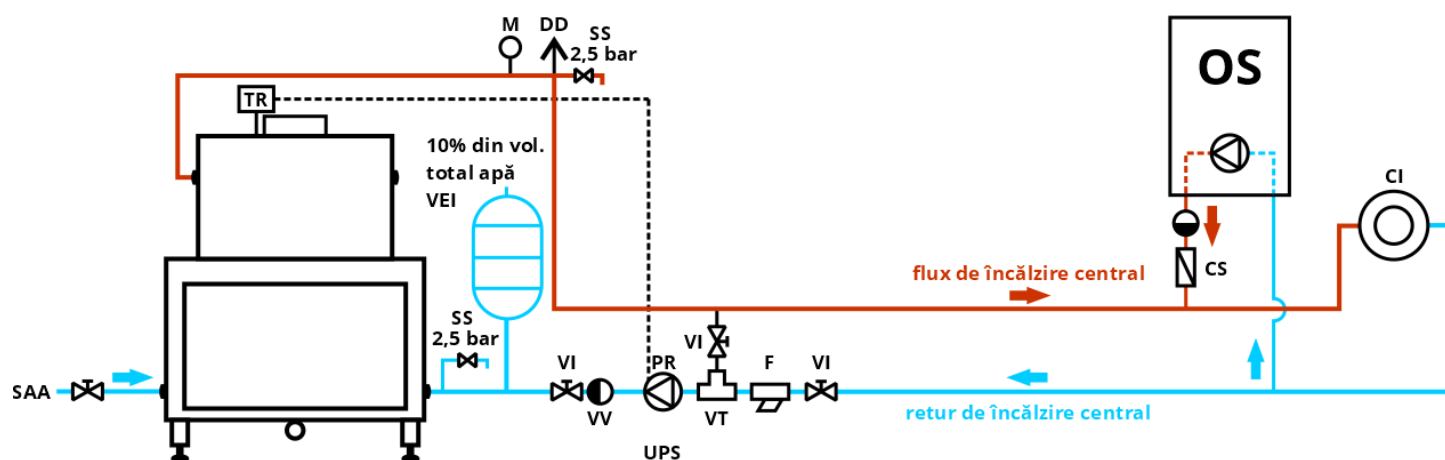 M
DD
SS
2,5 bar
OS
TR
10% din vol.
total apă
VEI
CI
flux de încălzire central
CS
SS
2,5 bar
VI
VI
PR
F
VI
SAA
VV
VT
retur de încălzire central
UPS